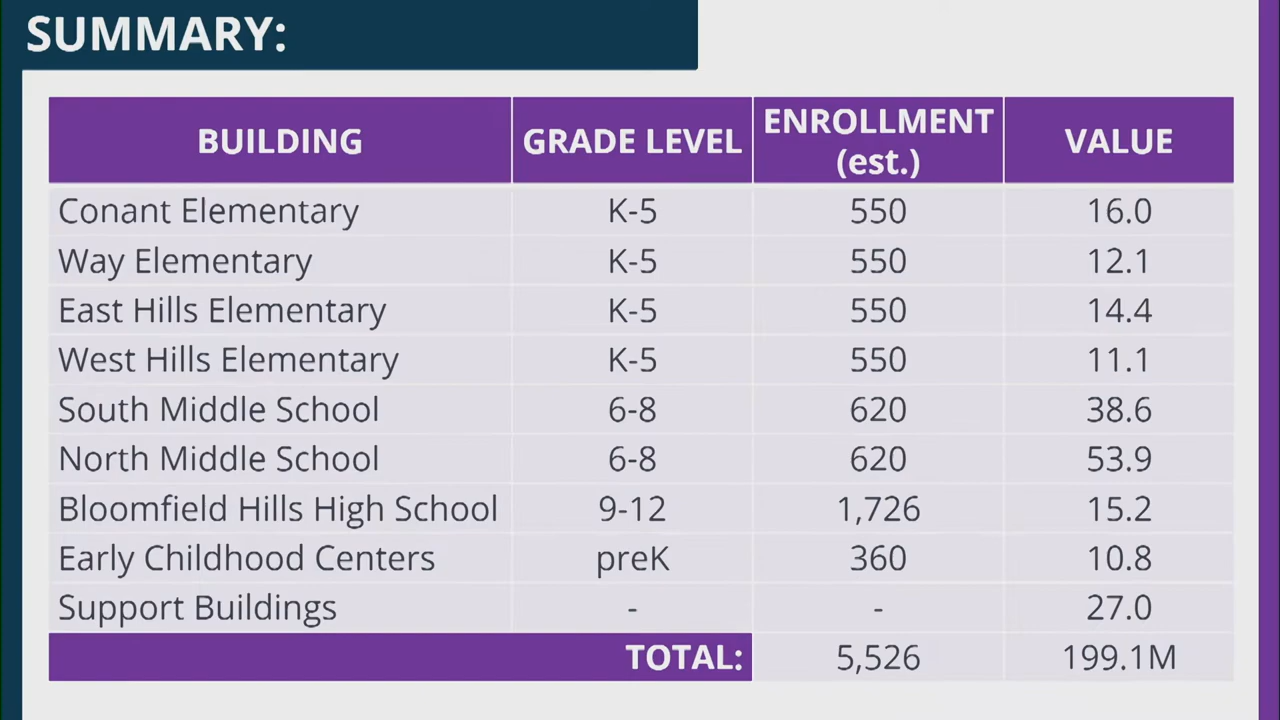 SUMMARY:
BUILDING GRADE LEVEL ENROLLMENT (est.) VALUE
Conant Elementary K-5 550 16.0
Way Elementary K-5 550 12.1
East Hills Elementary K-5 550 14.4
West Hills Elementary K-5 550 11.1
South Middle School 6-8 620 38.6
North Middle School 6-8 620 53.9
Bloomfield Hills High School 9-12 1,726 15.2
Early Childhood Centers preK 360 10.8
Support Buildings - - 27.0
TOTAL: 5,526 199.1M